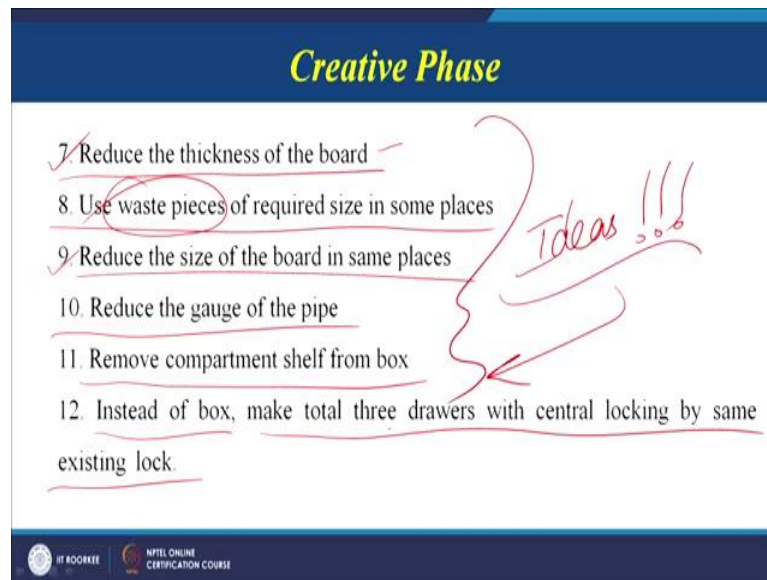 Creative Phase
7. Reduce the thickness of the board
8. Use waste pieces of required size in some places
9. Reduce the size of the board in same places
10. Reduce the gauge of the pipe
11. Remove compartment shelf from box
12. Instead of box, make total three drawers with central locking by same
existing lock.
Ideas !!!
IIT ROORKEE
NPTEL ONLINE
CERTIFICATION COURSE